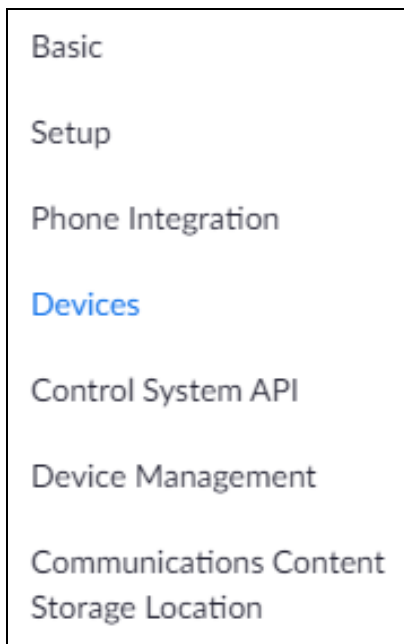 Basic
Setup
Phone Integration
Devices
Control System API
Device Management
Communications Content
Storage Location